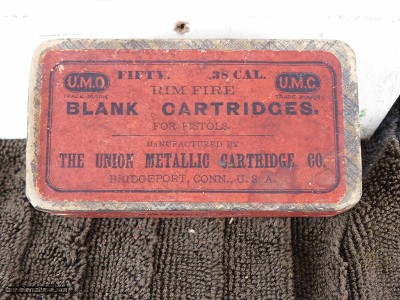 U.M.C. FIFTY. .38 CAL. U.M.C.
TRADE MARK RIM FIRE TRADE MARK
BLANK CARTRIDGES.
FOR PISTOLS.
MANUFACTURED BY
THE UNION METALLIC CARTRIDGE CO.
BRIDGEPORT, CONN., U.S.A.